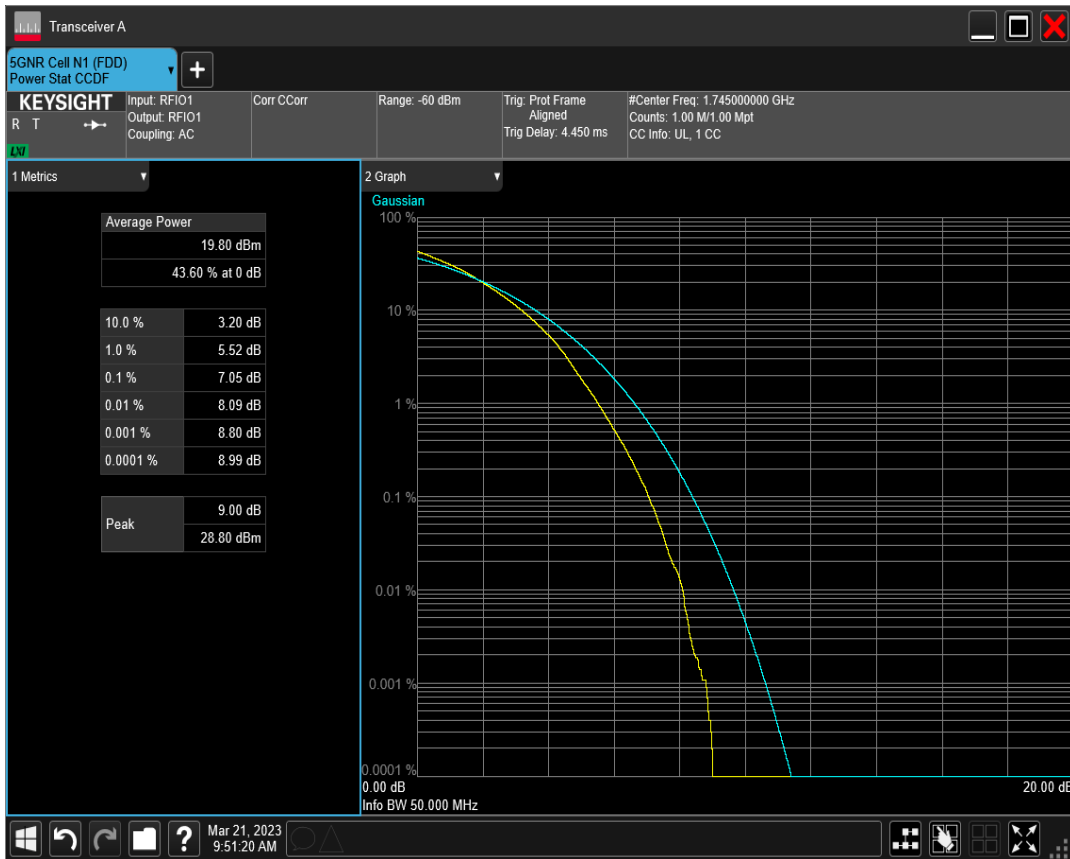 Transceiver A
5GNR Cell N1 (FDD)
Power Stat CCDF
KEYSIGHT
R T
LXI
Input: RFIO1
Output: RFIO1
Coupling: AC
Corr CCorr
Range: -60 dBm
Trig: Prot Frame
Aligned
Trig Delay: 4.450 ms
#Center Freq: 1.745000000 GHz
Counts: 1.00 M/1.00 Mpt
CC Info: UL, 1 CC
1 Metrics
Average Power
19.80 dBm
43.60 % at 0 dB
10.0 % 3.20 dB
1.0 % 5.52 dB
0.1 % 7.05 dB
0.01 % 8.09 dB
0.001 % 8.80 dB
0.0001 % 8.99 dB
Peak
9.00 dB
28.80 dBm
2 Graph
Gaussian
100 %
10 %
1 %
0.1 %
0.01 %
0.001 %
0.0001 %
0.00 dB 20.00 dB
Info BW 50.000 MHz
?
Mar 21, 2023
9:51:20 AM